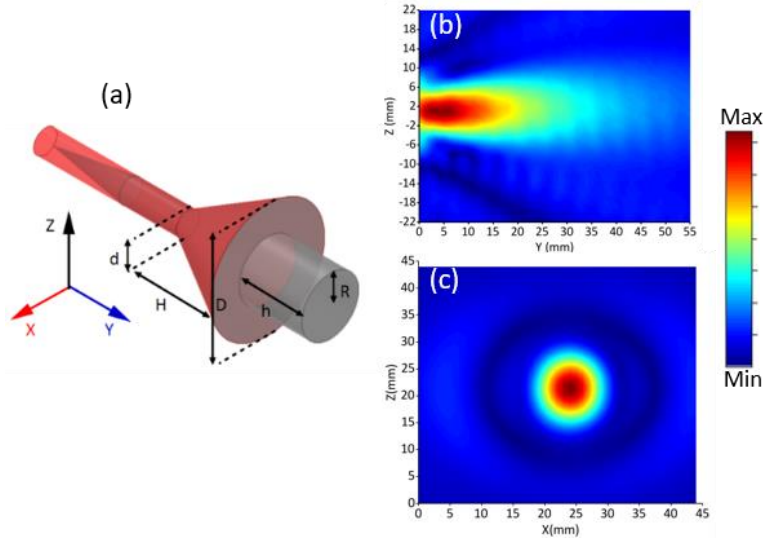 (a)
Z
X
Y
d
H
D
h
R
(b)
22
18
14
10
6
2
-2
-6
-10
-14
-18
-22
Z (mm)
0 5 10 15 20 25 30 35 40 45 50 55
Y (mm)
(c)
44
40
35
30
25
20
15
10
5
0
Z(mm)
0 5 10 15 20 25 30 35 40 44
X(mm)
Max
Min